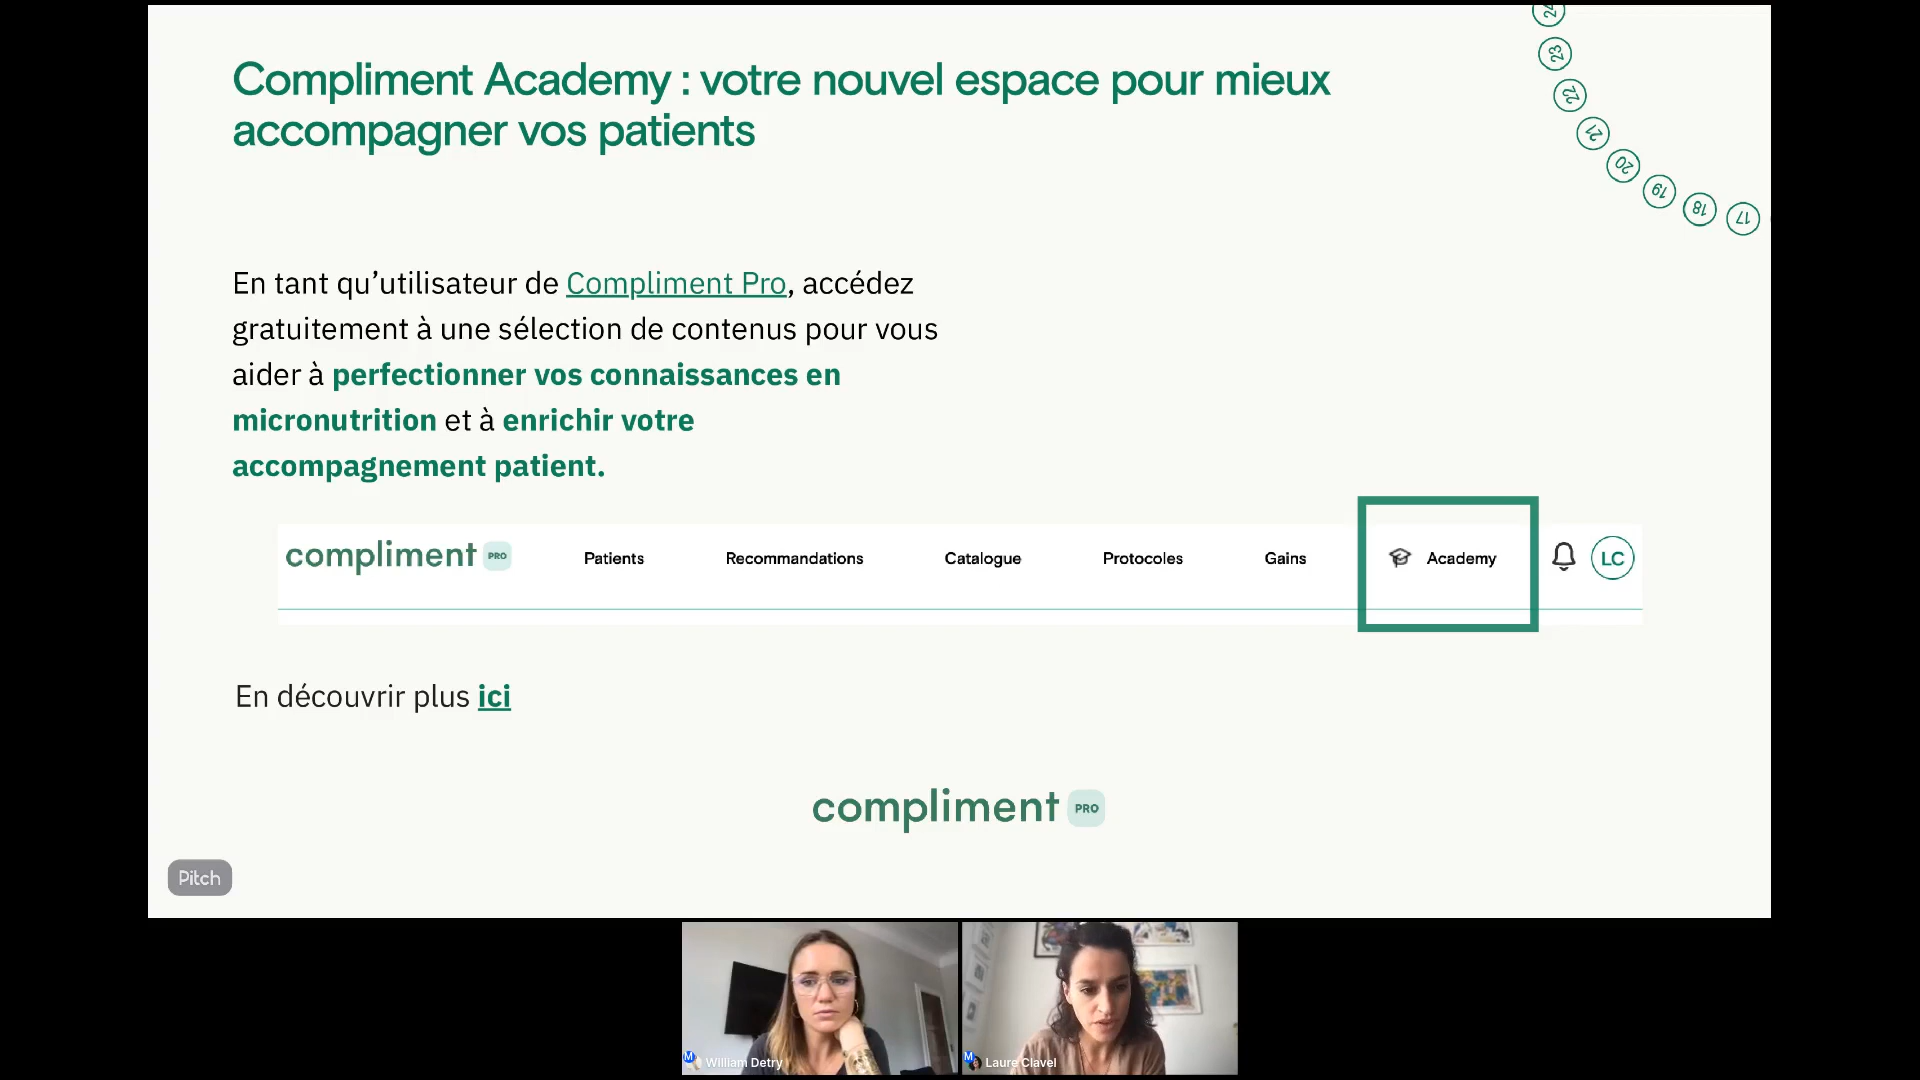 Compliment Academy : votre nouvel espace pour mieux
accompagner vos patients
24
23
22
21
20
19
18
17
En tant qu’utilisateur de Compliment Pro, accédez
gratuitement à une sélection de contenus pour vous
aider à perfectionner vos connaissances en
micronutrition et à enrichir votre
accompagnement patient.
compliment PRO Patients Recommandations Catalogue Protocoles Gains Academy LC
En découvrir plus ici
compliment PRO
Pitch
M William Detry
M Laure Clavel